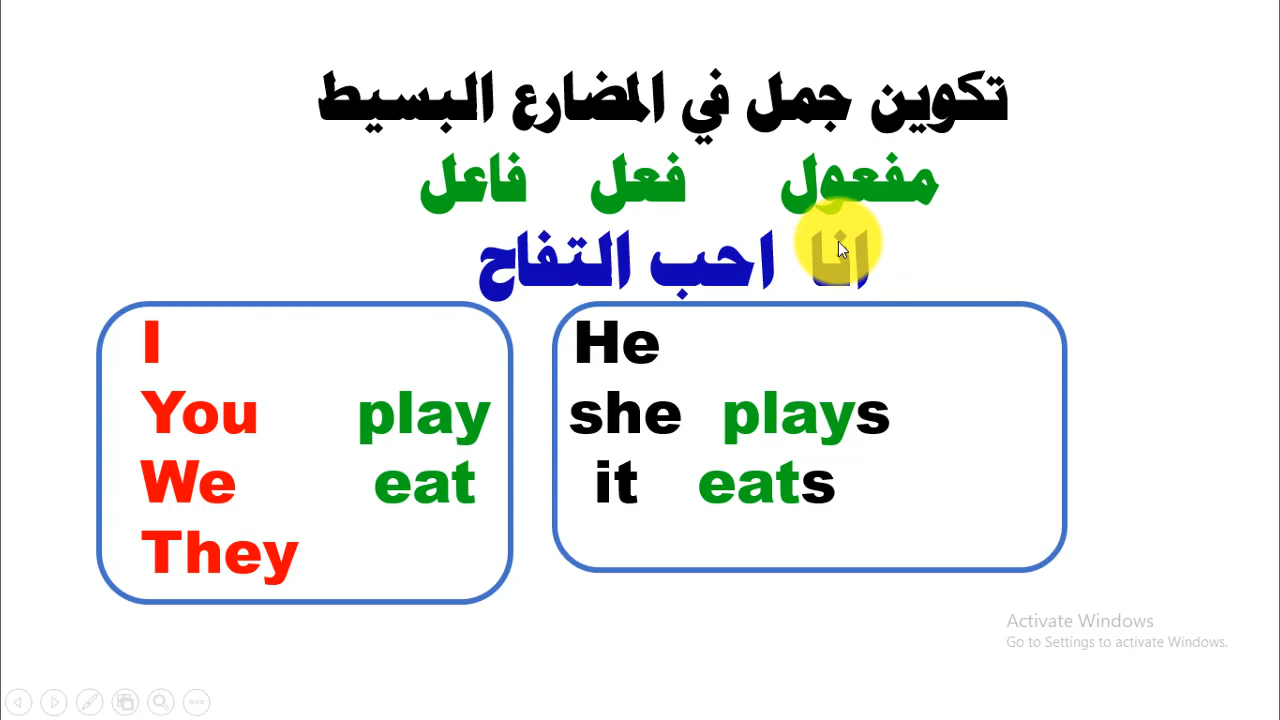 تكوين جمل في المضارع البسيط
مفعول فعل فاعل
انا احب التفاح
I
You play
We eat
They
He
she plays
it eats
Activate Windows
Go to Settings to activate Windows.